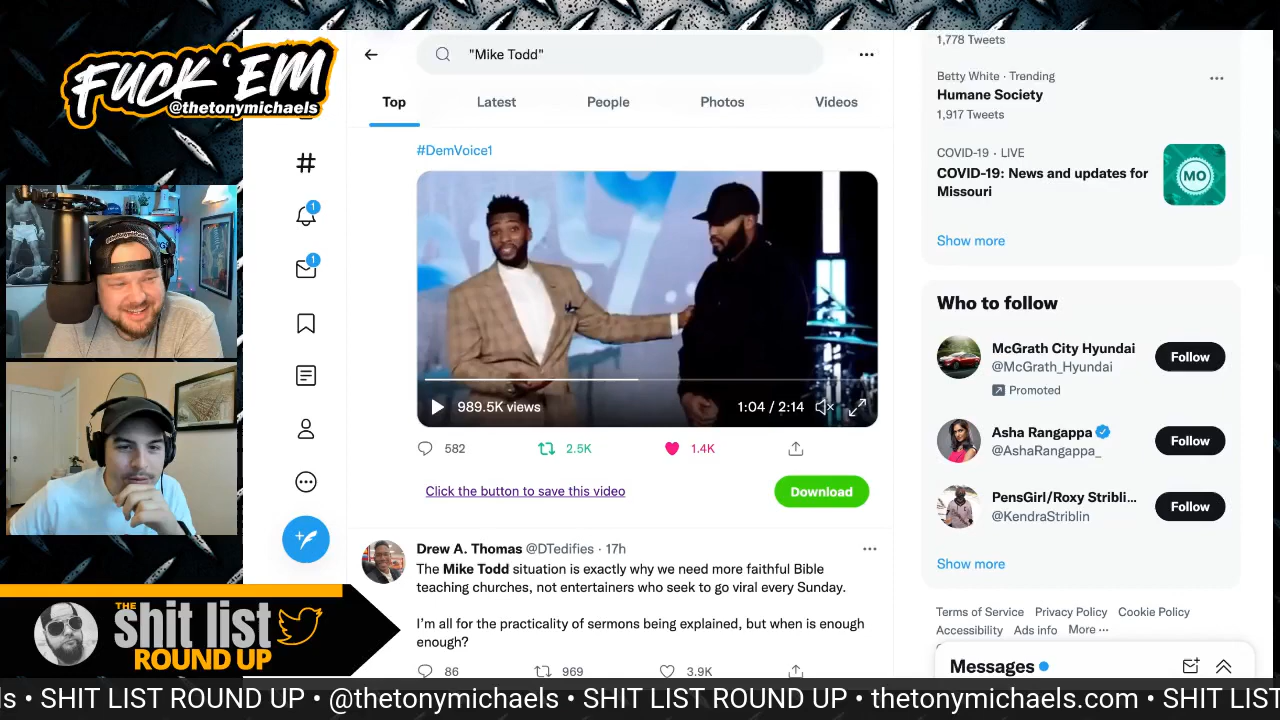 FUCK 'EM
@thetonymichaels
"Mike Todd"
Top
Latest
People
Photos
Videos
#DemVoice1
989.5K views
1:04 / 2:14
582
2.5K
1.4K
Click the button to save this video
Download
Drew A. Thomas @DTedifies · 17h
The Mike Todd situation is exactly why we need more faithful Bible
teaching churches, not entertainers who seek to go viral every Sunday.
I'm all for the practicality of sermons being explained, but when is enough
enough?
86
969
3.9K
1
1
1,778 Tweets
Betty White · Trending
Humane Society
1,917 Tweets
COVID-19 · LIVE
COVID-19: News and updates for
Missouri
MO
Show more
Who to follow
McGrath City Hyundai
@McGrath_Hyundai
Promoted
Follow
Asha Rangappa
@AshaRangappa_
Follow
PensGirl/Roxy Stribli...
@KendraStriblin
Follow
Show more
Terms of Service Privacy Policy Cookie Policy
Accessibility Ads info More ···
Messages
THE
shit list
ROUND UP
ls • SHIT LIST ROUND UP • @thetonymichaels • SHIT LIST ROUND UP • thetonymichaels.com • SHIT LIST